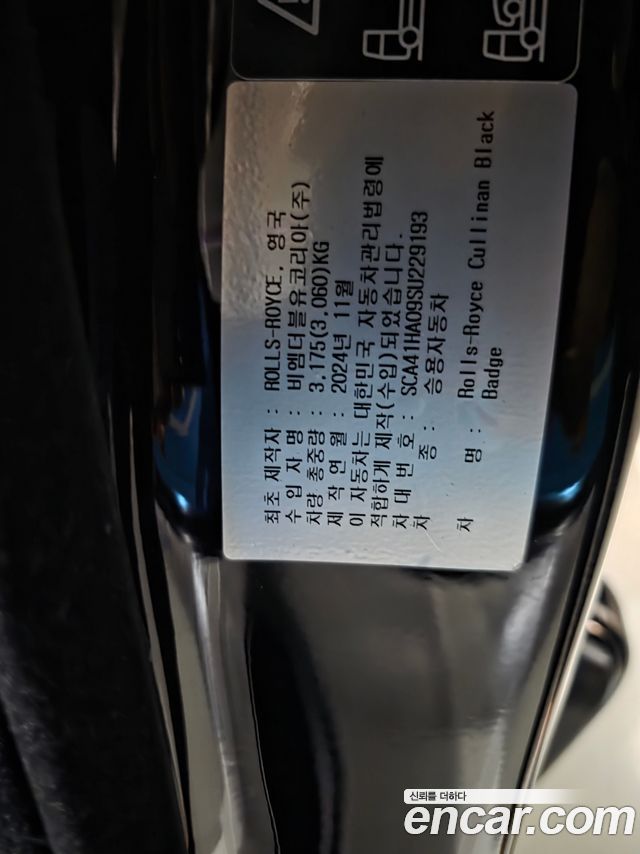 최초 제작자 : ROLLS-ROYCE, 영국
수 입 자 명 : 비엠더블유코리아(주)
차량 총중량 : 3,175(3,060)KG
제 작 연 월 : 2024년 11월
이 자동차는 대한민국 자동차관리법령에
적합하게 제작(수입)되었습니다.
차 대 번 호 : SCA41HA09SU229193
차 종 : 승용자동차
차 명 : Rolls-Royce Cullinan Black
Badge
신뢰를 더하다
encar.com